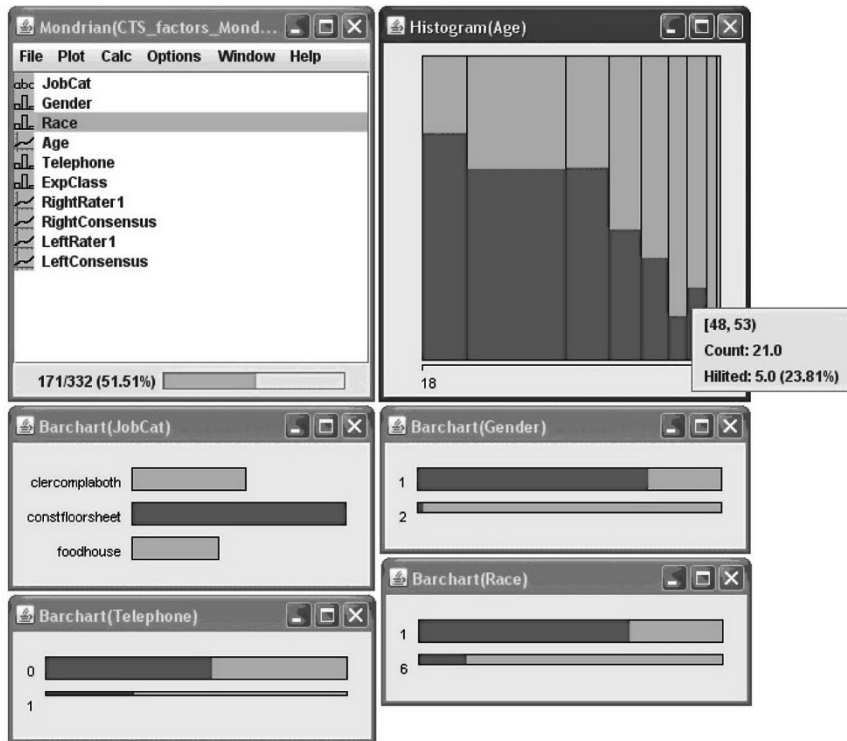 Mondrian(CTS_factors_Mond...
File Plot Calc Options Window Help
abc JobCat
Gender
Race
Age
Telephone
ExpClass
RightRater1
RightConsensus
LeftRater1
LeftConsensus
171/332 (51.51%)
Histogram(Age)
18
[48, 53)
Count: 21.0
Hilited: 5.0 (23.81%)
Barchart(JobCat)
clercomplaboth
constfloorsheet
foodhouse
Barchart(Gender)
1
2
Barchart(Telephone)
0
1
Barchart(Race)
1
6